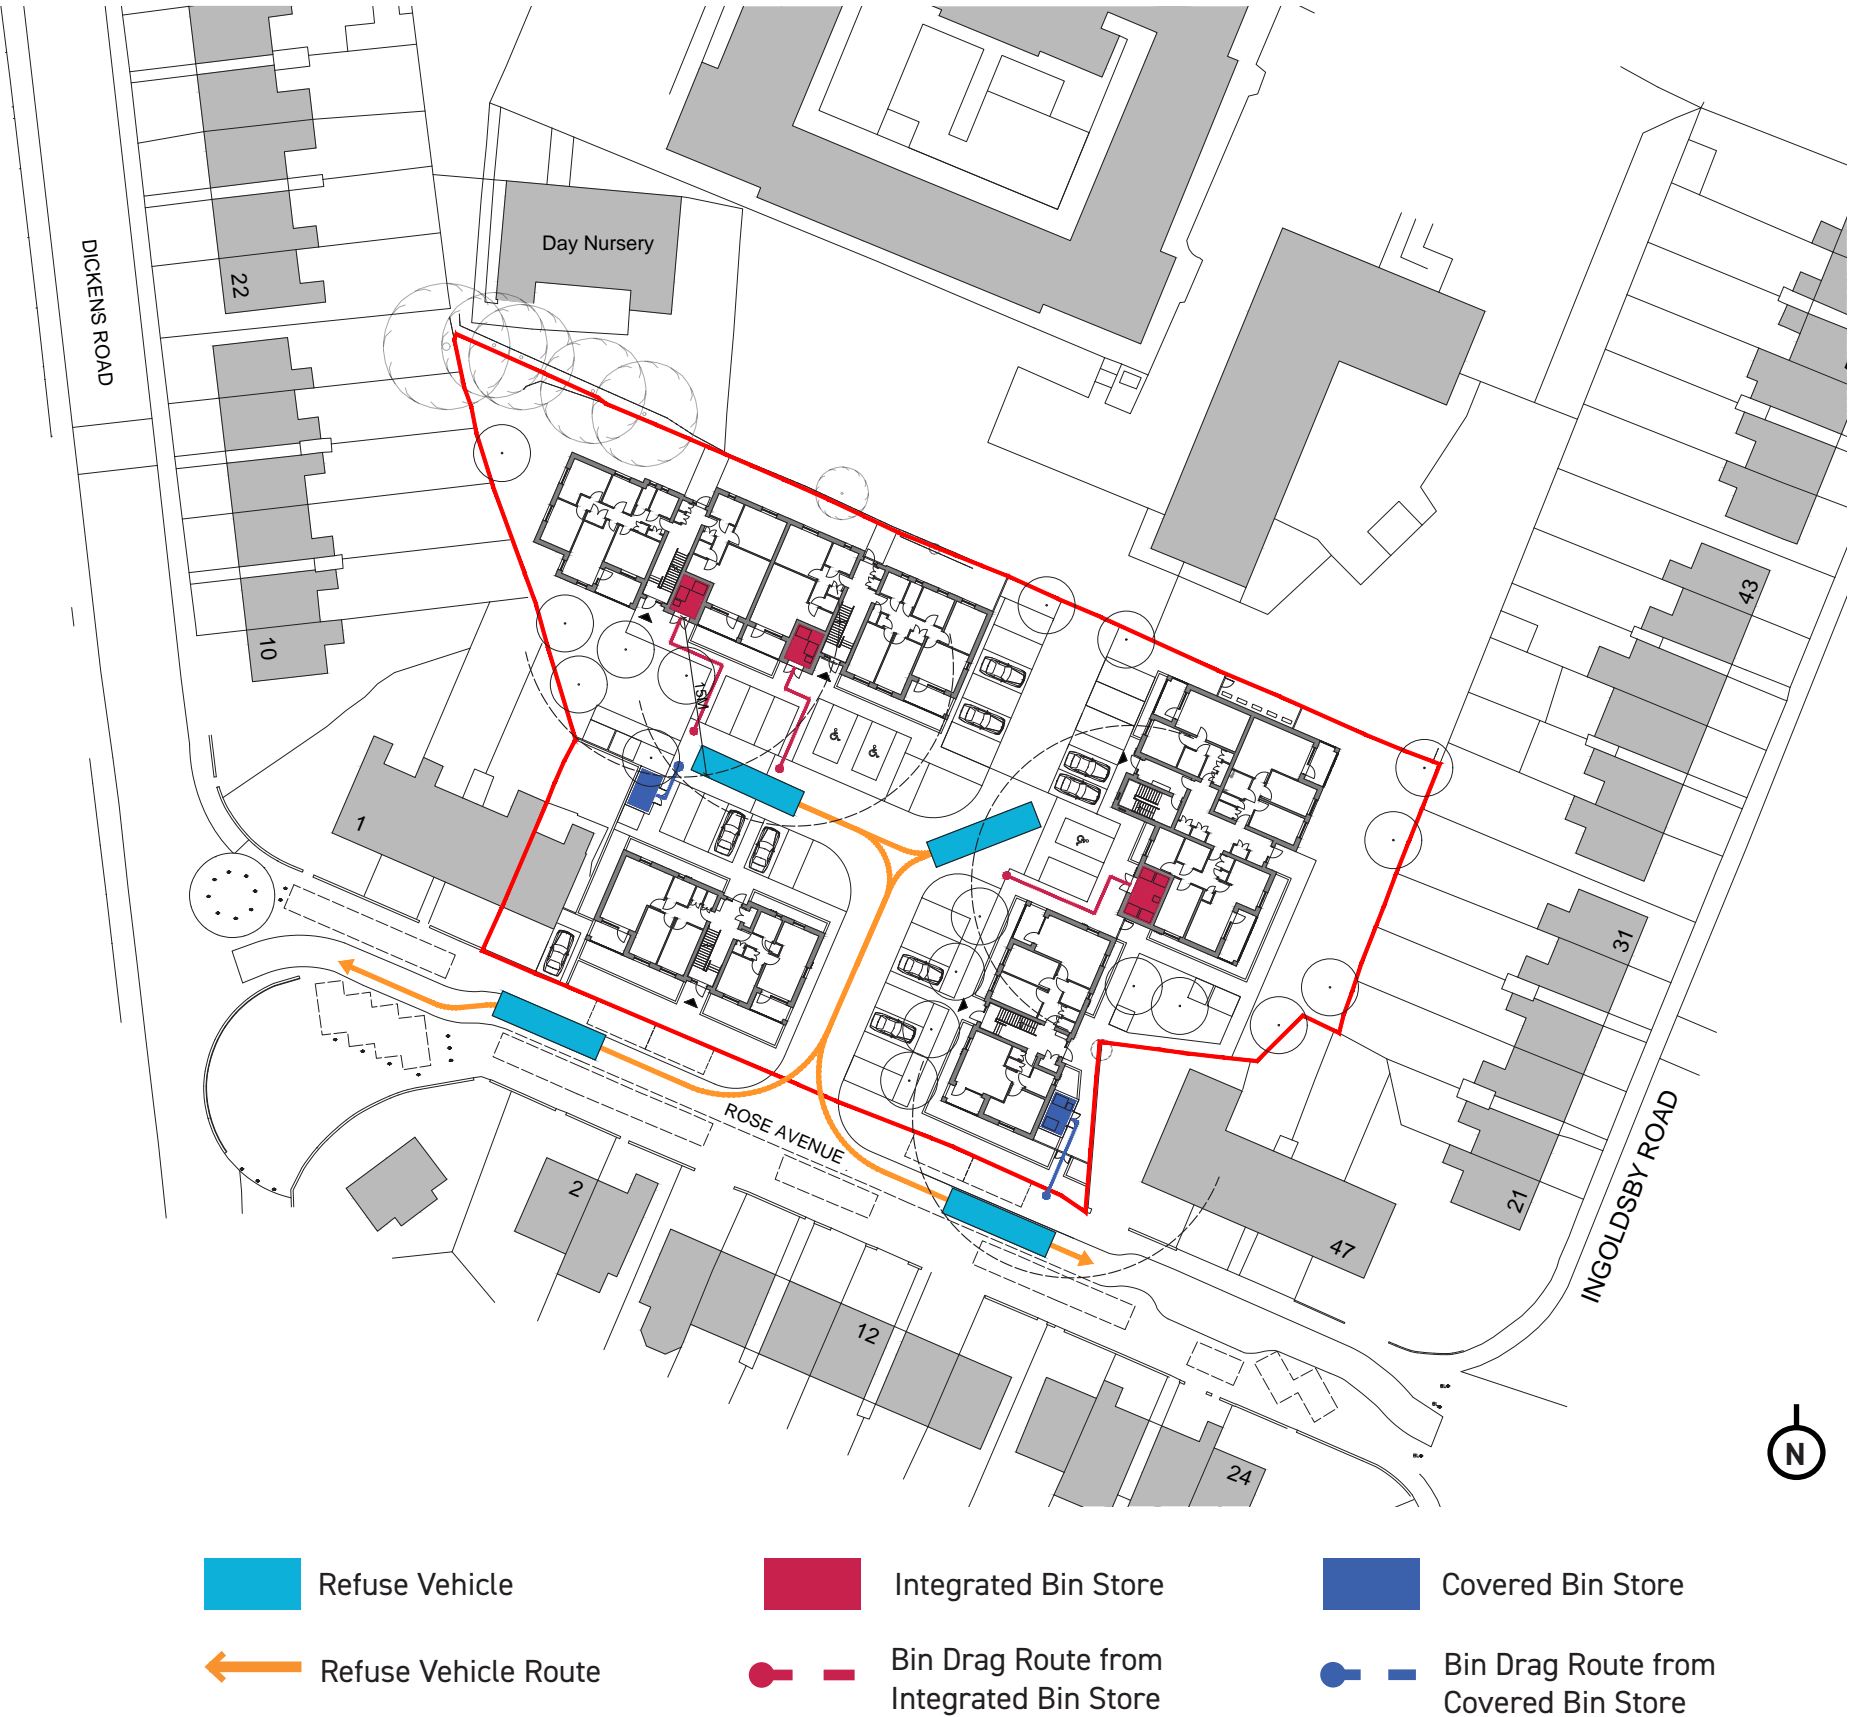 Day Nursery
DICKENS ROAD
22
10
15M
1
43
31
21
INGOLDSBY ROAD
ROSE AVENUE
2
12
47
24
N
Refuse Vehicle
Integrated Bin Store
Covered Bin Store
Refuse Vehicle Route
Bin Drag Route from
Integrated Bin Store
Bin Drag Route from
Covered Bin Store